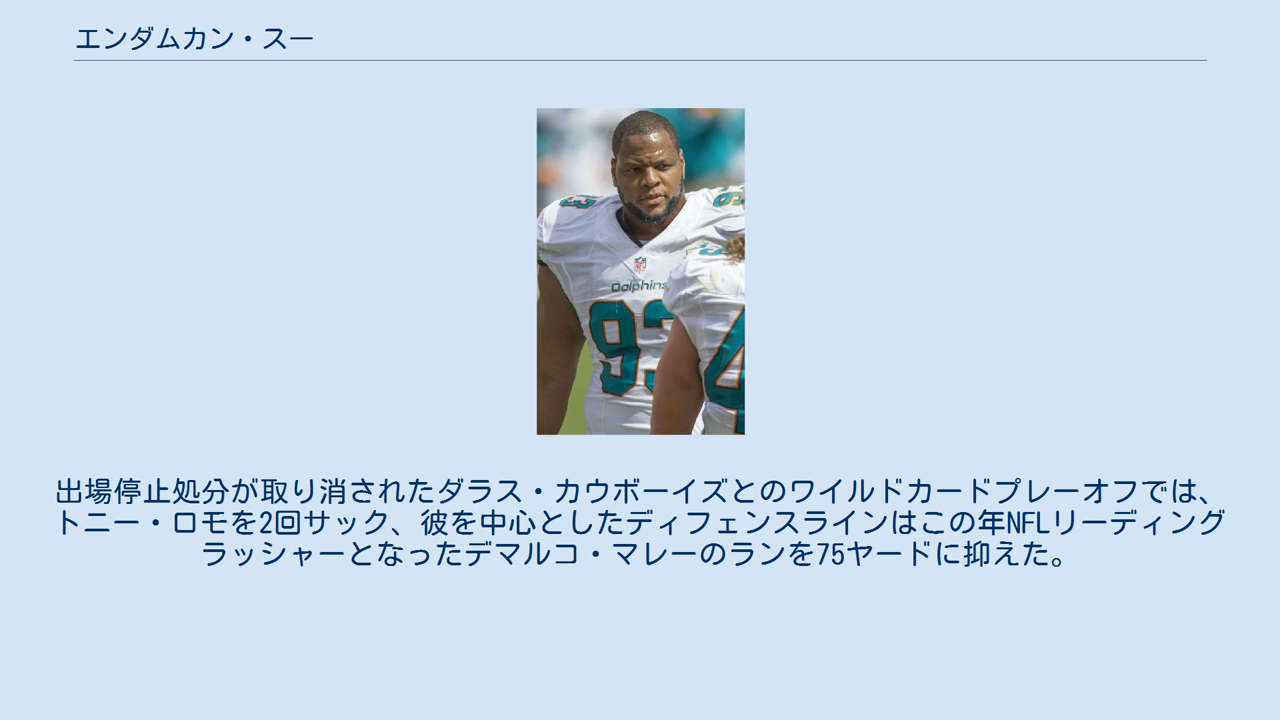 エンダムカン・スー
Dolphins
93
出場停止処分が取り消されたダラス・カウボーイズとのワイルドカードプレーオフでは、
トニー・ロモを2回サック、彼を中心としたディフェンスラインはこの年NFLリーディング
ラッシャーとなったデマルコ・マレーのランを75ヤードに抑えた。